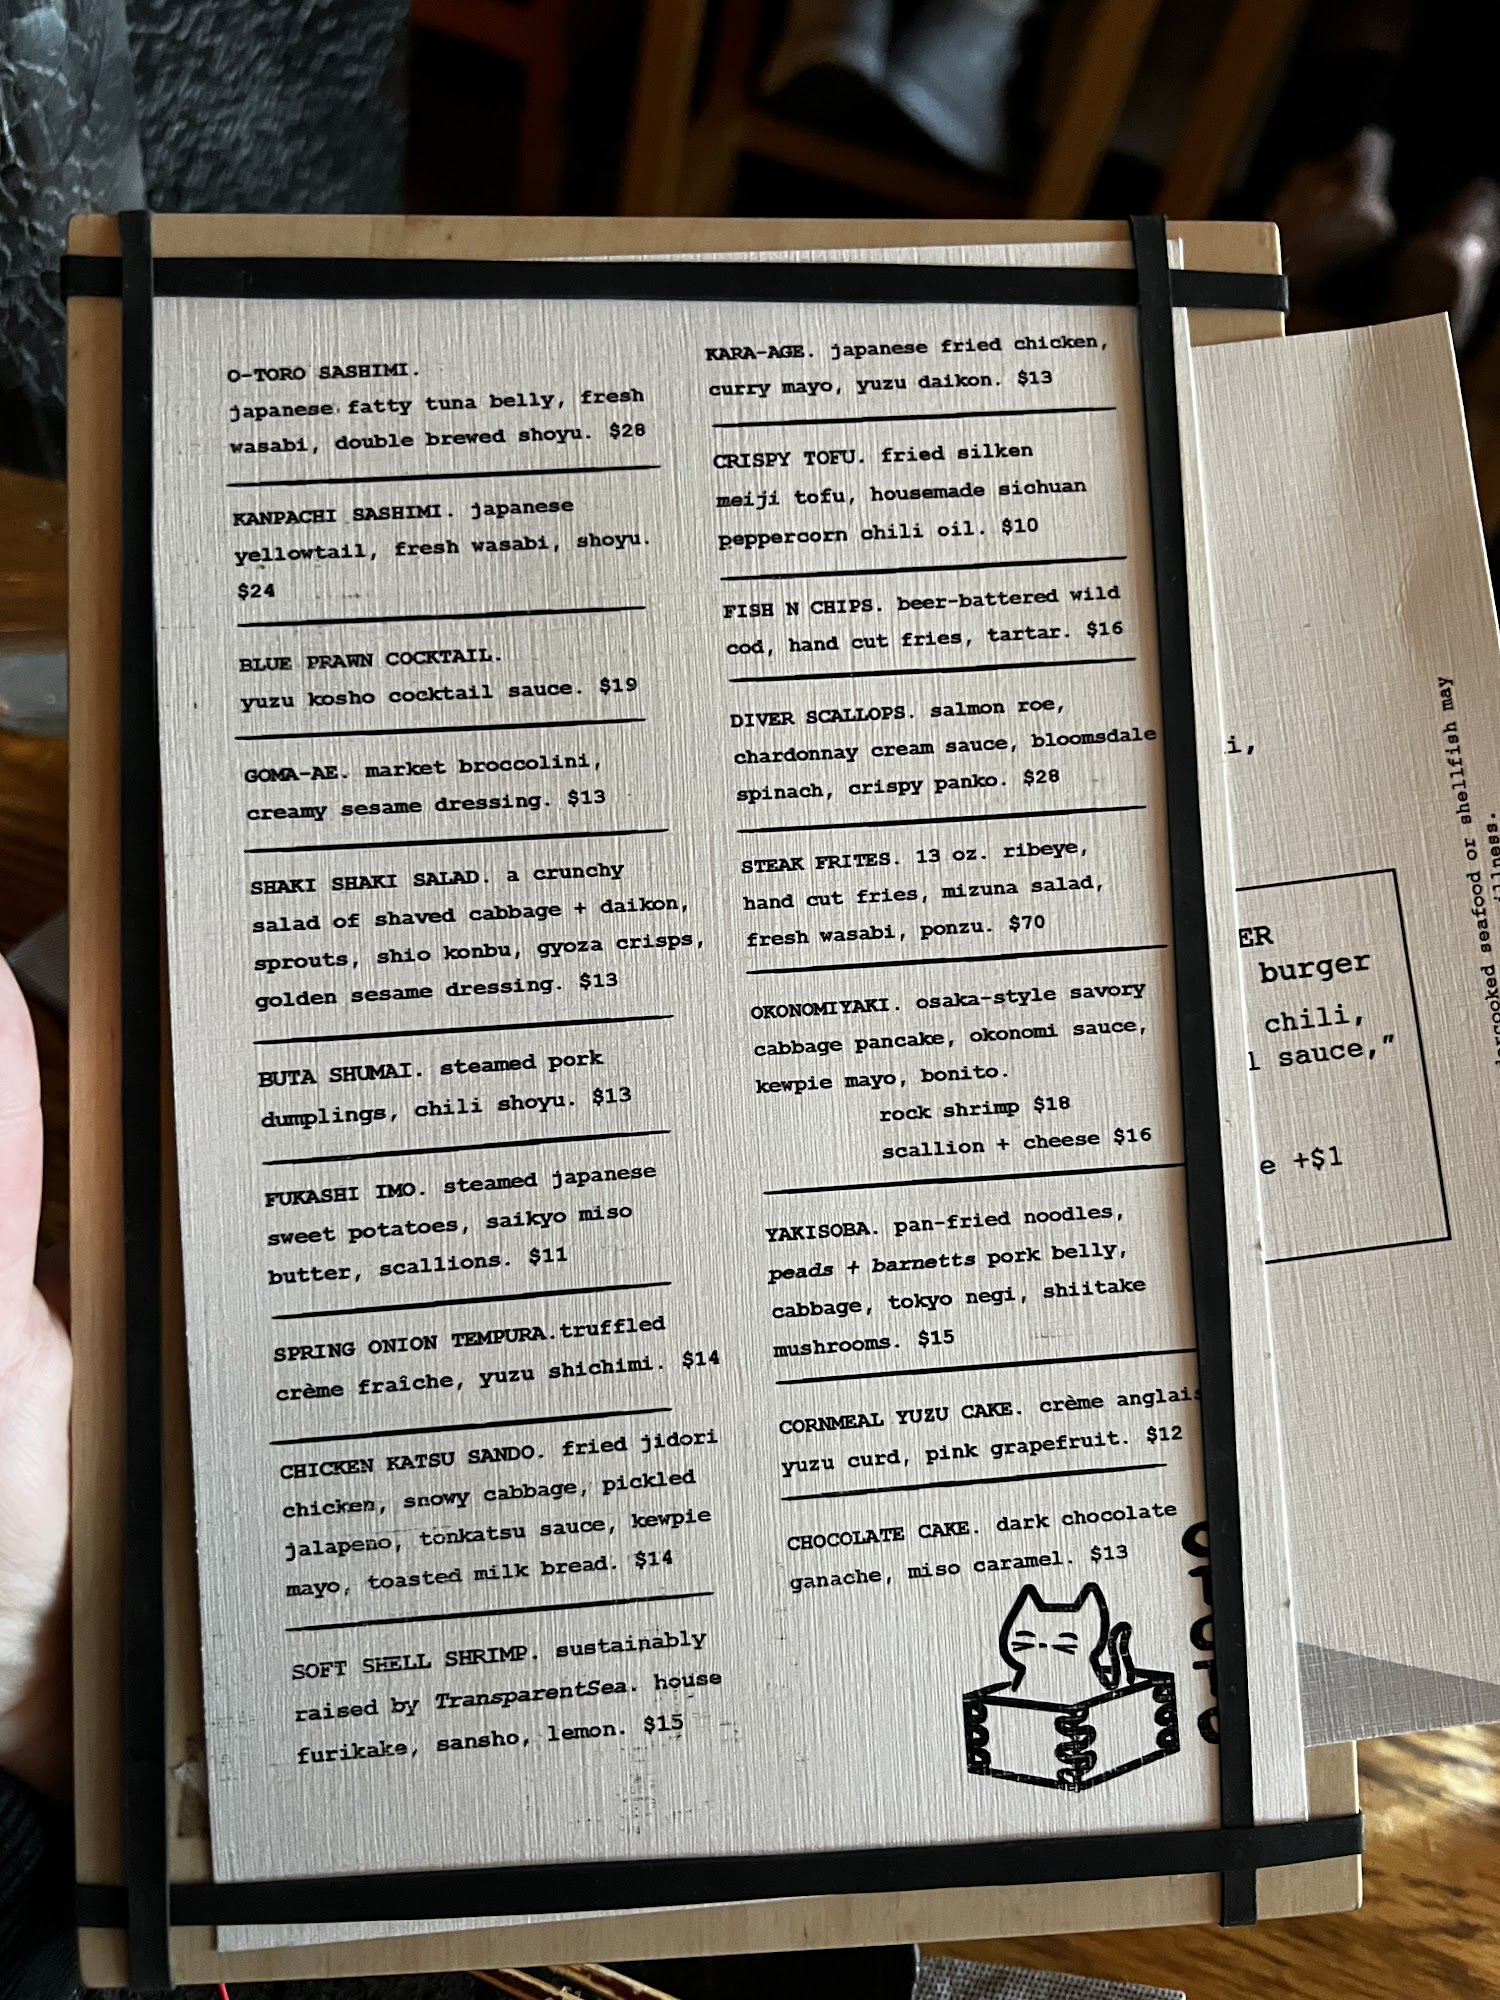 O-TORO SASHIMI.
japanese fatty tuna belly, fresh
wasabi, double brewed shoyu. $28
KANPACHI SASHIMI. japanese
yellowtail, fresh wasabi, shoyu.
$24
BLUE PRAWN COCKTAIL.
yuzu kosho cocktail sauce. $19
GOMA-AE. market broccolini,
creamy sesame dressing. $13
SHAKI SHAKI SALAD. a crunchy
salad of shaved cabbage + daikon,
sprouts, shio konbu, gyoza crisps,
golden sesame dressing. $13
BUTA SHUMAI. steamed pork
dumplings, chili shoyu. $13
FUKASHI IMO. steamed japanese
sweet potatoes, saikyo miso
butter, scallions. $11
SPRING ONION TEMPURA.truffled
crème fraîche, yuzu shichimi. $14
CHICKEN KATSU SANDO. fried jidori
chicken, snowy cabbage, pickled
jalapeno, tonkatsu sauce, kewpie
mayo, toasted milk bread. $14
SOFT SHELL SHRIMP. sustainably
raised by TransparentSea. house
furikake, sansho, lemon. $15
KARA-AGE. japanese fried chicken,
curry mayo, yuzu daikon. $13
CRISPY TOFU. fried silken
meiji tofu, housemade sichuan
peppercorn chili oil. $10
FISH N CHIPS. beer-battered wild
cod, hand cut fries, tartar. $16
DIVER SCALLOPS. salmon roe,
chardonnay cream sauce, bloomsdale
spinach, crispy panko. $28
STEAK FRITES. 13 oz. ribeye,
hand cut fries, mizuna salad,
fresh wasabi, ponzu. $70
OKONOMIYAKI. osaka-style savory
cabbage pancake, okonomi sauce,
kewpie mayo, bonito.
rock shrimp $18
scallion + cheese $16
YAKISOBA. pan-fried noodles,
peads + barnetts pork belly,
cabbage, tokyo negi, shiitake
mushrooms. $15
CORNMEAL YUZU CAKE. crème anglais
yuzu curd, pink grapefruit. $12
CHOCOLATE CAKE. dark chocolate
ganache, miso caramel. $13
i,
ER
burger
chili,
l sauce,"
e +$1
seafood or shellfish may
illness.